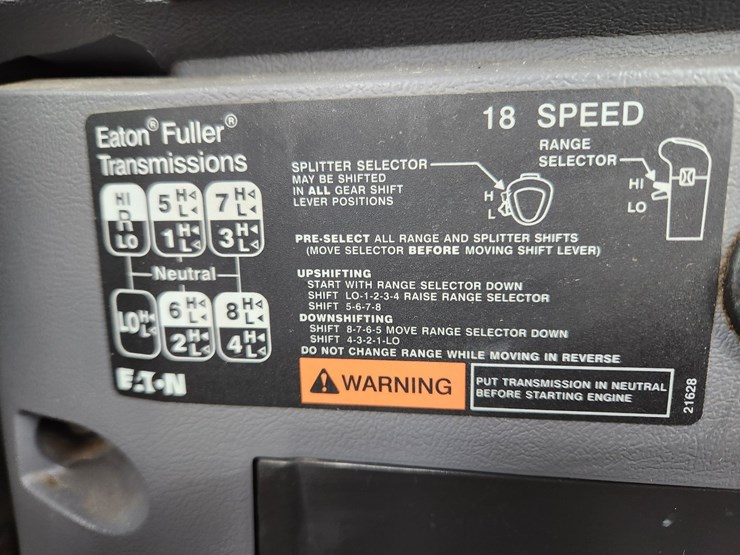 Eaton® Fuller®
Transmissions
18 SPEED
SPLITTER SELECTOR
MAY BE SHIFTED
IN ALL GEAR SHIFT
LEVER POSITIONS
H
L
RANGE
SELECTOR
HI
LO
HI
R
LO
5 H
L
7 H
L
1 H
L
3 H
L
Neutral
LO H
L
6 H
L
8 H
L
2 H
L
4 H
L
PRE-SELECT ALL RANGE AND SPLITTER SHIFTS
(MOVE SELECTOR BEFORE MOVING SHIFT LEVER)
UPSHIFTING
START WITH RANGE SELECTOR DOWN
SHIFT LO-1-2-3-4 RAISE RANGE SELECTOR
SHIFT 5-6-7-8
DOWNSHIFTING
SHIFT 8-7-6-5 MOVE RANGE SELECTOR DOWN
SHIFT 4-3-2-1-LO
DO NOT CHANGE RANGE WHILE MOVING IN REVERSE
EATON
WARNING
PUT TRANSMISSION IN NEUTRAL
BEFORE STARTING ENGINE
21628